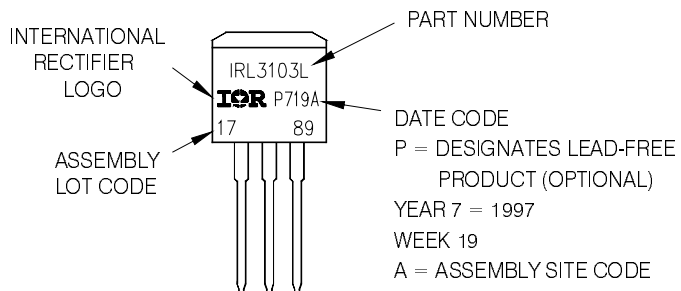 INTERNATIONAL
RECTIFIER
LOGO
ASSEMBLY
LOT CODE
IRL3103L
IOR P719A
17 89
PART NUMBER
DATE CODE
P = DESIGNATES LEAD-FREE
PRODUCT (OPTIONAL)
YEAR 7 = 1997
WEEK 19
A = ASSEMBLY SITE CODE